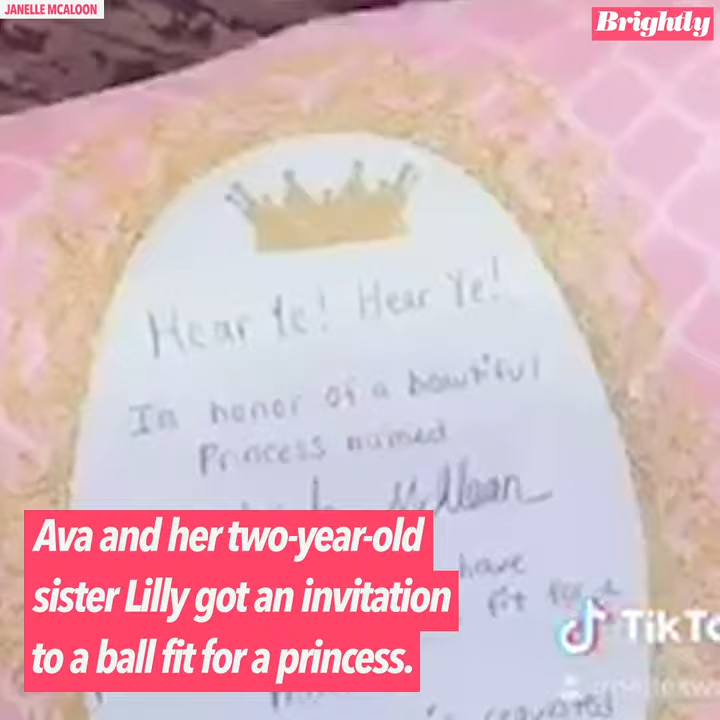 JANELLE MCALOON
Brightly
Hear Ye! Hear Ye!
In honor of a beautiful
Princess named
have
fit for a
Ava and her two-year-old
sister Lilly got an invitation
to a ball fit for a princess.
TikTo